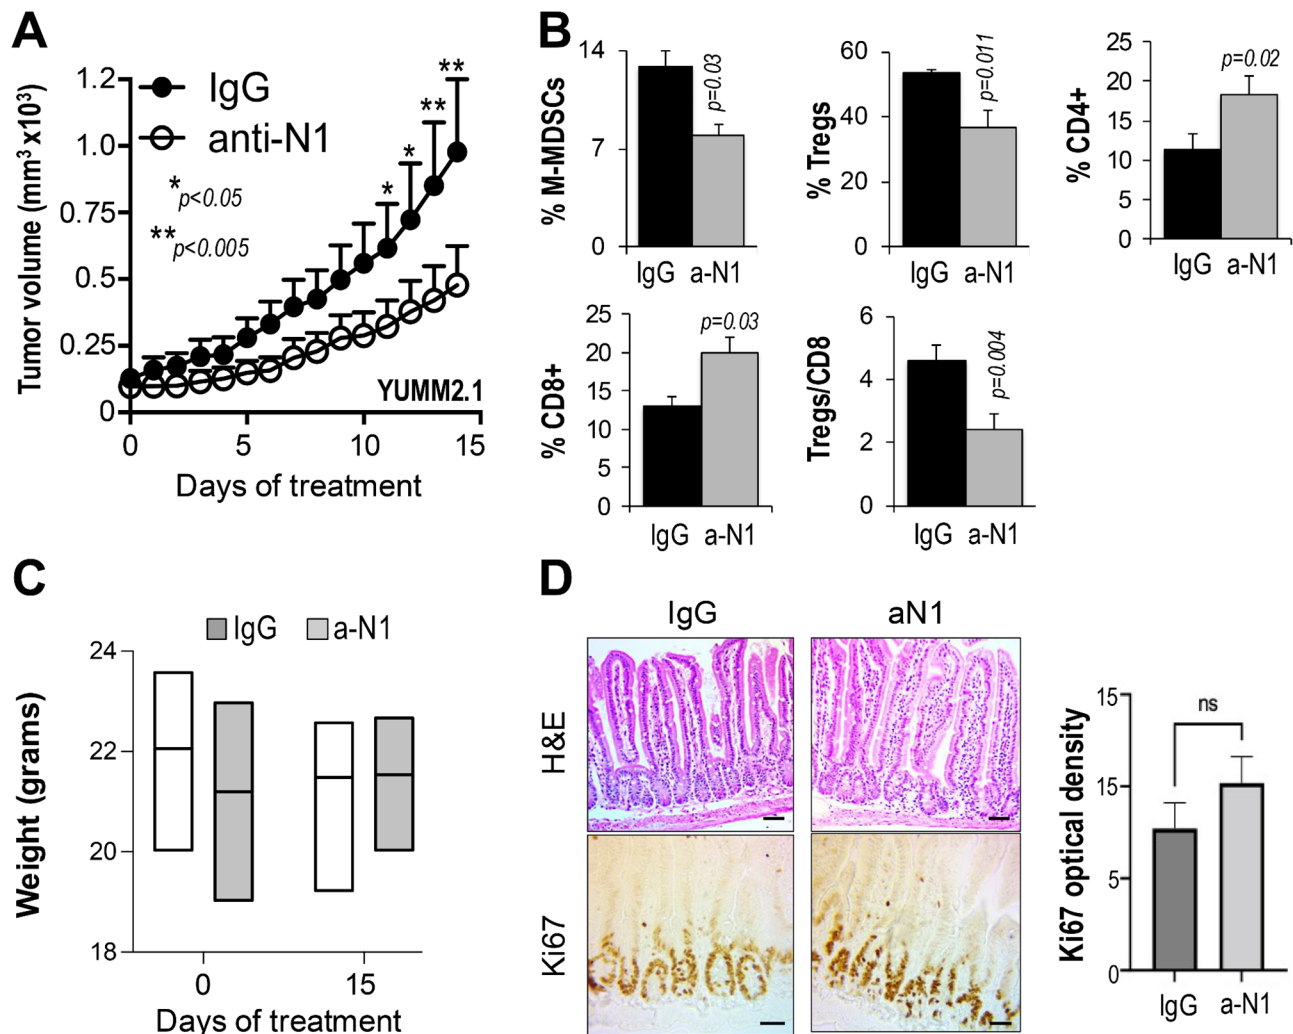 A
Tumor volume (mm³ x10³)
1.2
1.0
0.75
0.5
0.25
0
IgG
anti-N1
*p<0.05
**p<0.005
*
*
**
**
YUMM2.1
0 5 10 15
Days of treatment
B
% M-MDSCs
14
7
0
p=0.03
IgG a-N1
% Tregs
60
40
20
0
p=0.011
IgG a-N1
% CD4+
25
20
15
10
5
0
p=0.02
IgG a-N1
% CD8+
25
20
15
10
5
0
p=0.03
IgG a-N1
Tregs/CD8
6
4
2
0
p=0.004
IgG a-N1
C
IgG a-N1
Weight (grams)
24
22
20
18
0 15
Days of treatment
D
IgG aN1
H&E
Ki67
Ki67 optical density
15
15
5
0
ns
IgG a-N1